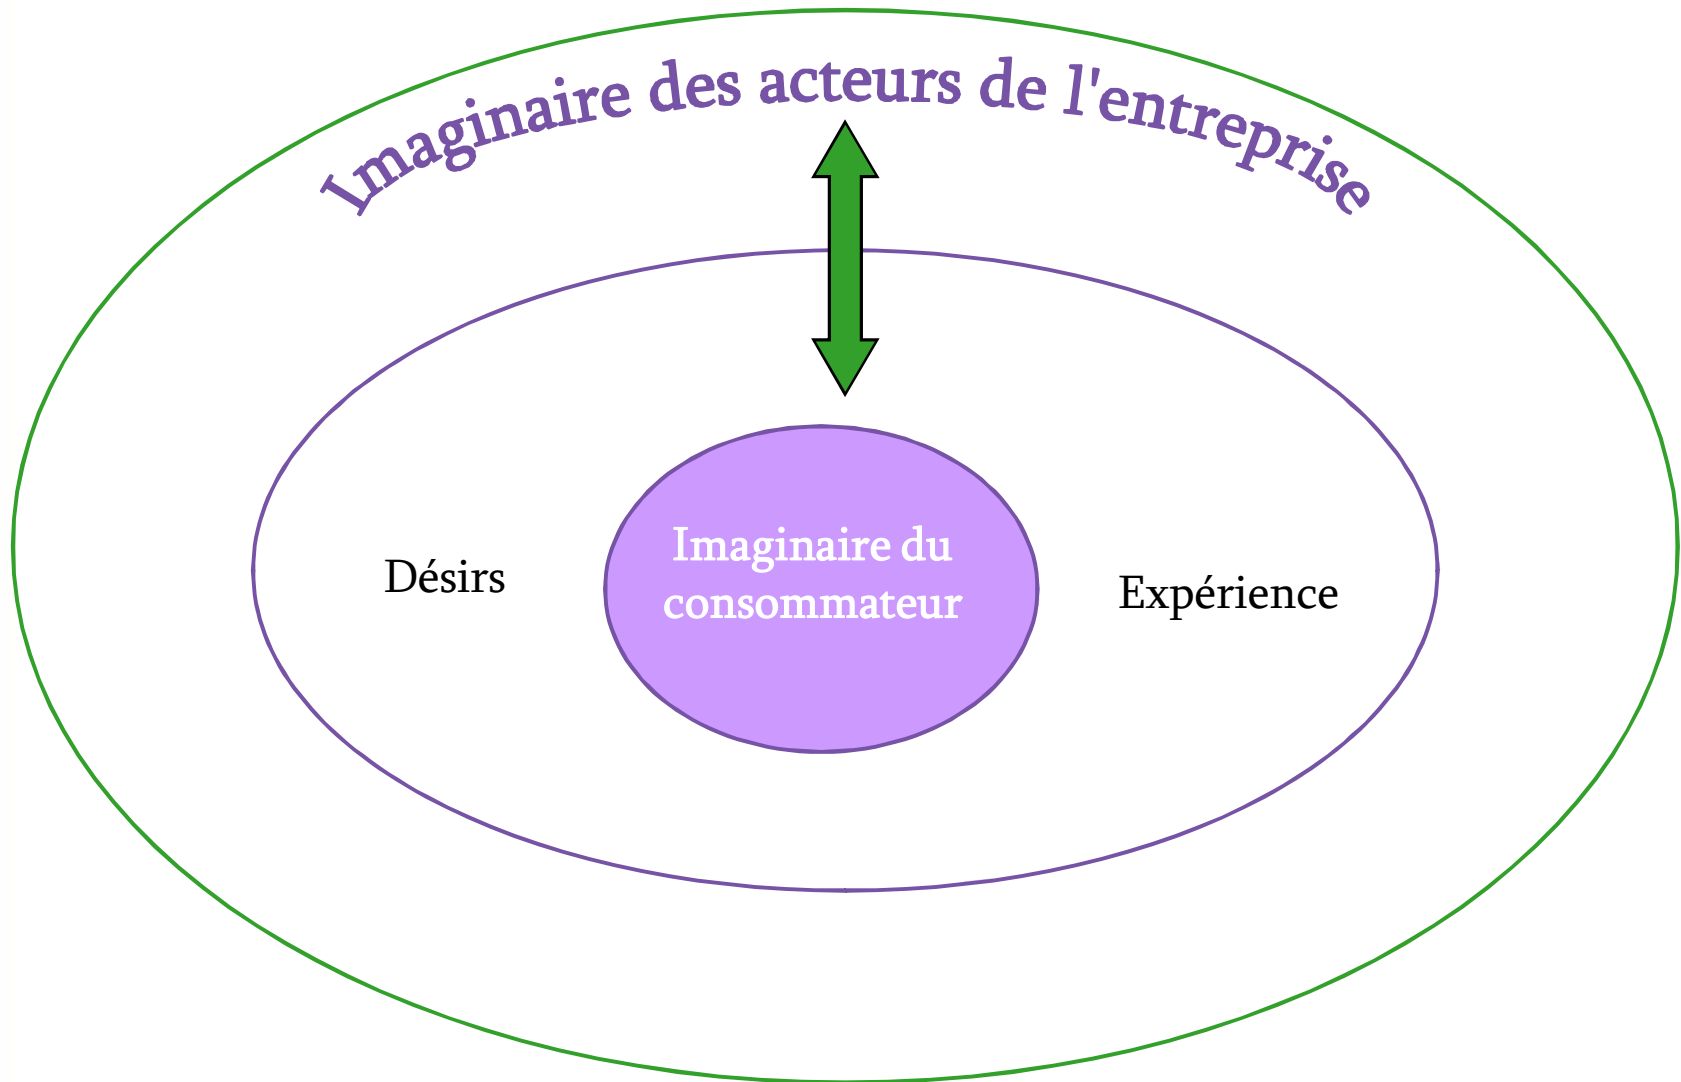 Imaginaire des acteurs de l'entreprise
Imaginaire du
consommateur
Désirs
Expérience